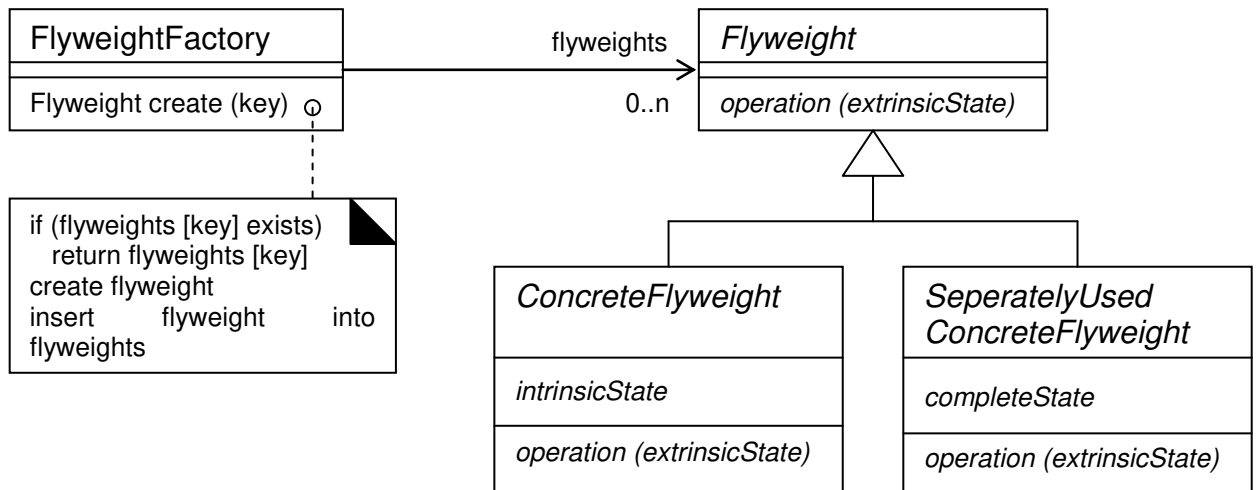 FlyweightFactory
Flyweight create (key)
flyweights
0..n
Flyweight
operation (extrinsicState)
if (flyweights [key] exists)
return flyweights [key]
create flyweight
insert flyweight into
flyweights
ConcreteFlyweight
intrinsicState
operation (extrinsicState)
SeperatelyUsed
ConcreteFlyweight
completeState
operation (extrinsicState)